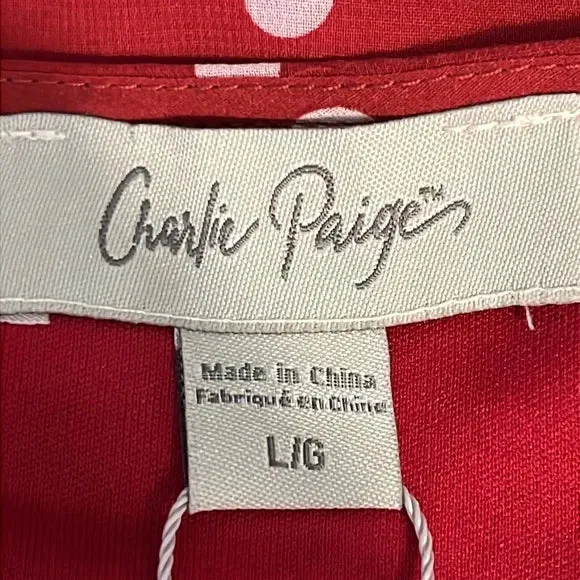 Charlie Paige™
Made in China
Fabriqué en Chine
L/G